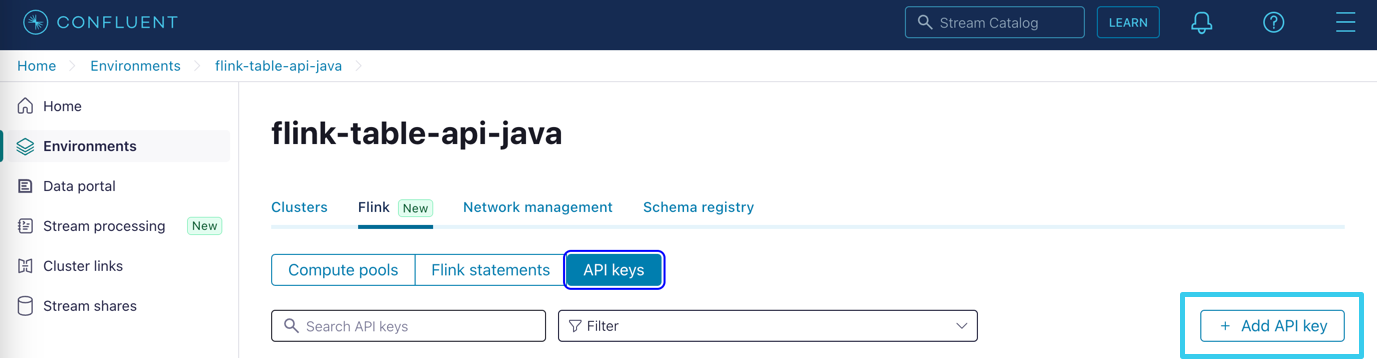 CONFLUENT Stream Catalog LEARN
Home Environments flink-table-api-java
Home
Environments
Data portal
Stream processing New
Cluster links
Stream shares
flink-table-api-java
Clusters Flink New Network management Schema registry
Compute pools Flink statements API keys
Search API keys Filter + Add API key